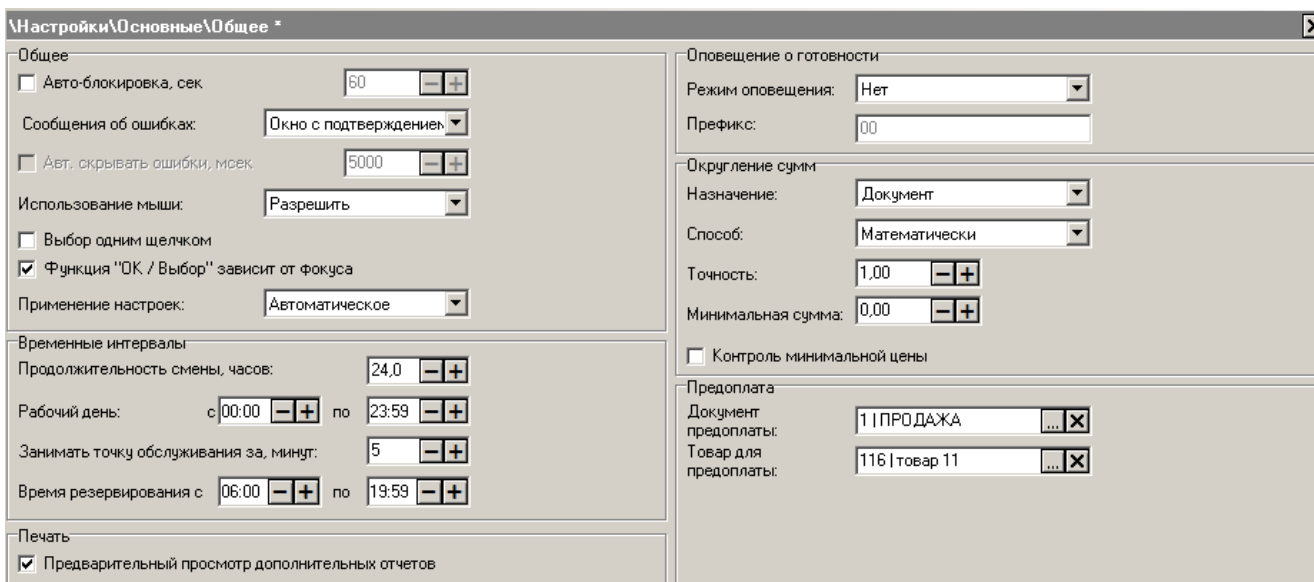 \Настройки\Основные\Общее *
Общее
Авто-блокировка, сек 60
Сообщения об ошибках: Окно с подтверждением
Авт. скрывать ошибки, мсек 5000
Использование мыши: Разрешить
Выбор одним щелчком
Функция "ОК / Выбор" зависит от фокуса
Применение настроек: Автоматическое
Временные интервалы
Продолжительность смены, часов: 24,0
Рабочий день: с 00:00 по 23:59
Занимать точку обслуживания за, минут: 5
Время резервирования с 06:00 по 19:59
Печать
Предварительный просмотр дополнительных отчетов
Оповещение о готовности
Режим оповещения: Нет
Префикс: 00
Округление сумм
Назначение: Документ
Способ: Математически
Точность: 1,00
Минимальная сумма: 0,00
Контроль минимальной цены
Предоплата
Документ
предоплаты: 1 | ПРОДАЖА ...
Товар для
предоплаты: 116 | товар 11 ...